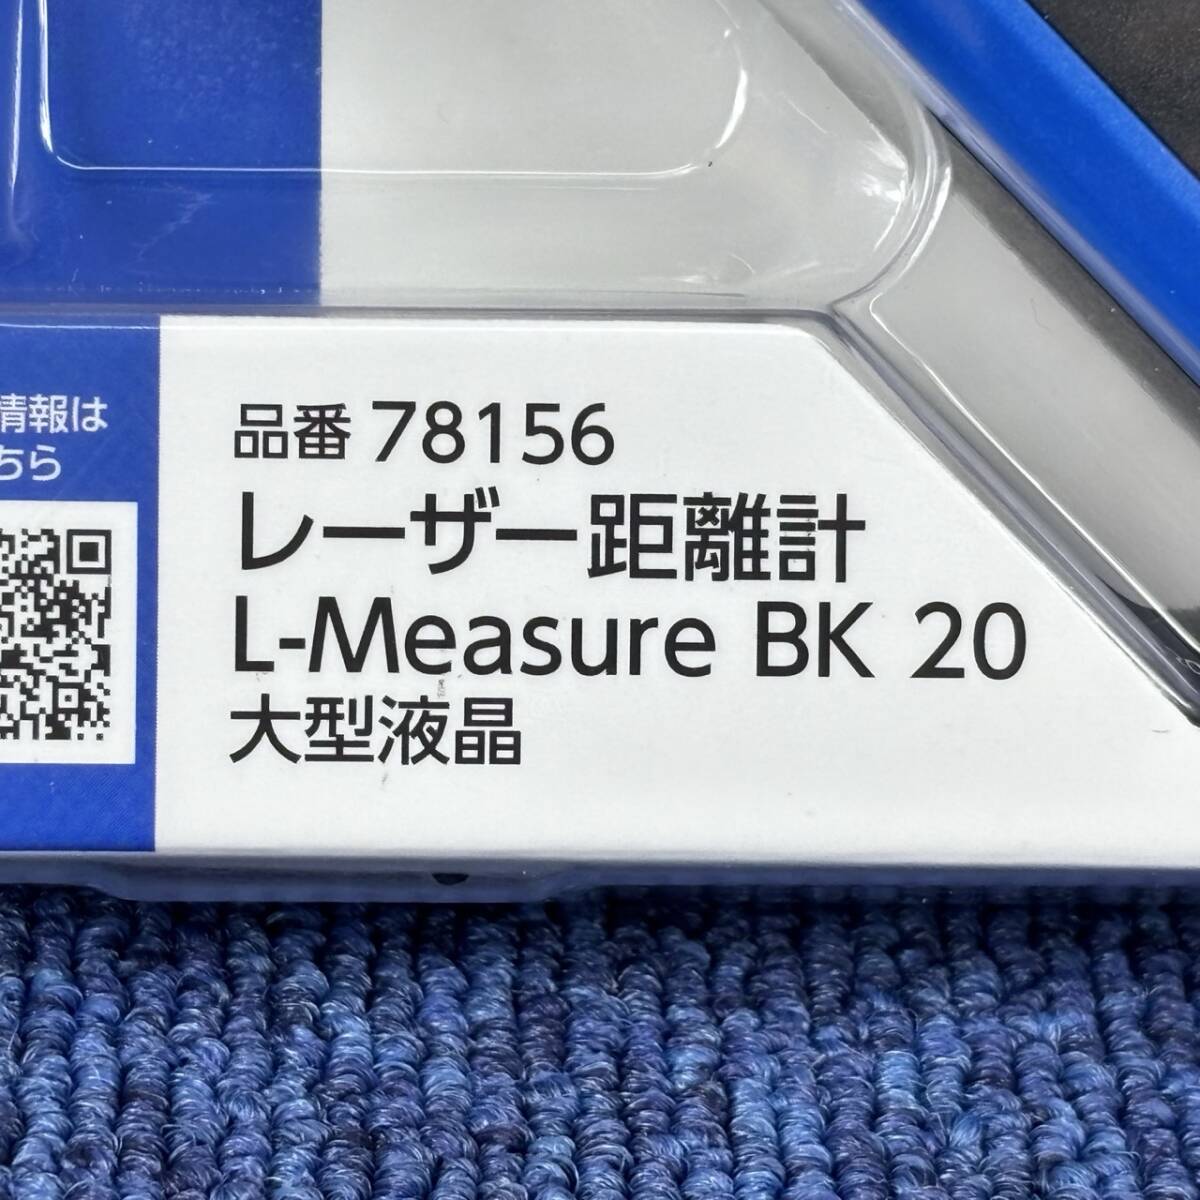 情報は
ちら
品番 78156
レーザー距離計
L-Measure BK 20
大型液晶